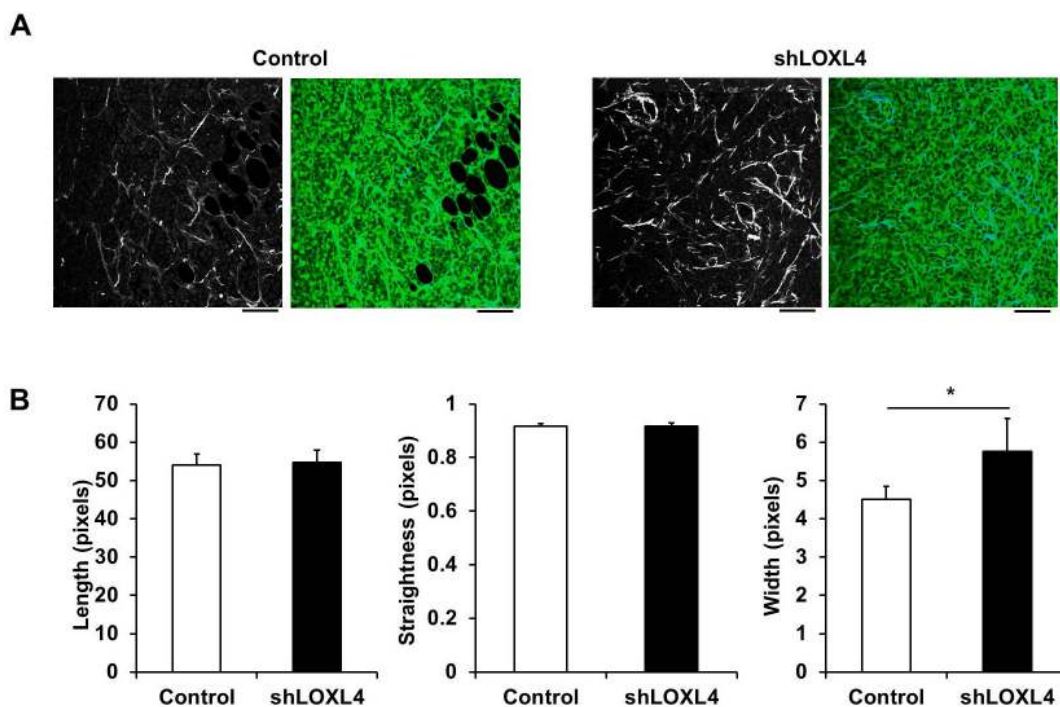 A
Control
shLOXL4
B
Length (pixels)
70
60
50
40
30
20
10
0
Control
shLOXL4
Straightness (pixels)
1
0.8
0.6
0.4
0.2
0
Control
shLOXL4
Width (pixels)
7
6
5
4
3
2
1
0
*
Control
shLOXL4